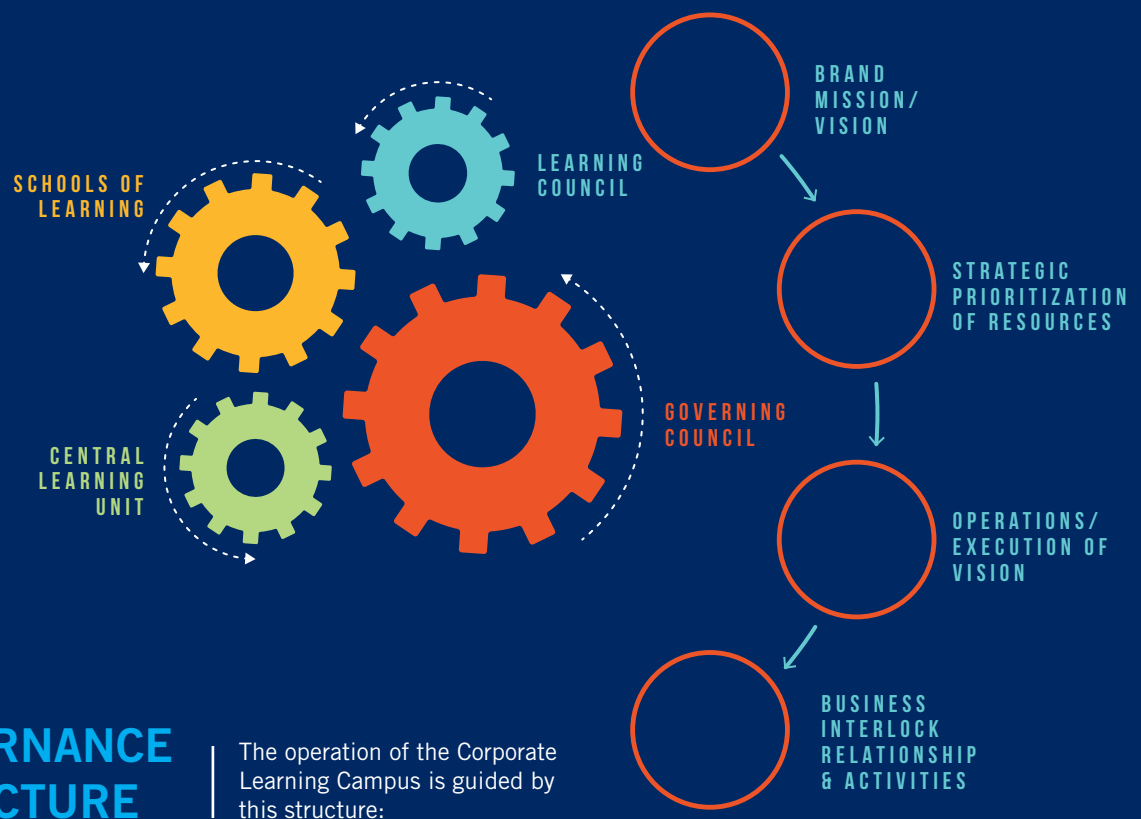 BRAND
MISSION/
VISION
LEARNING
COUNCIL
SCHOOLS OF
LEARNING
STRATEGIC
PRIORITIZATION
OF RESOURCES
GOVERNING
COUNCIL
CENTRAL
LEARNING
UNIT
OPERATIONS/
EXECUTION OF
VISION
BUSINESS
INTERLOCK
RELATIONSHIP
& ACTIVITIES
RNANCE
CTURE
The operation of the Corporate
Learning Campus is guided by
this structure: